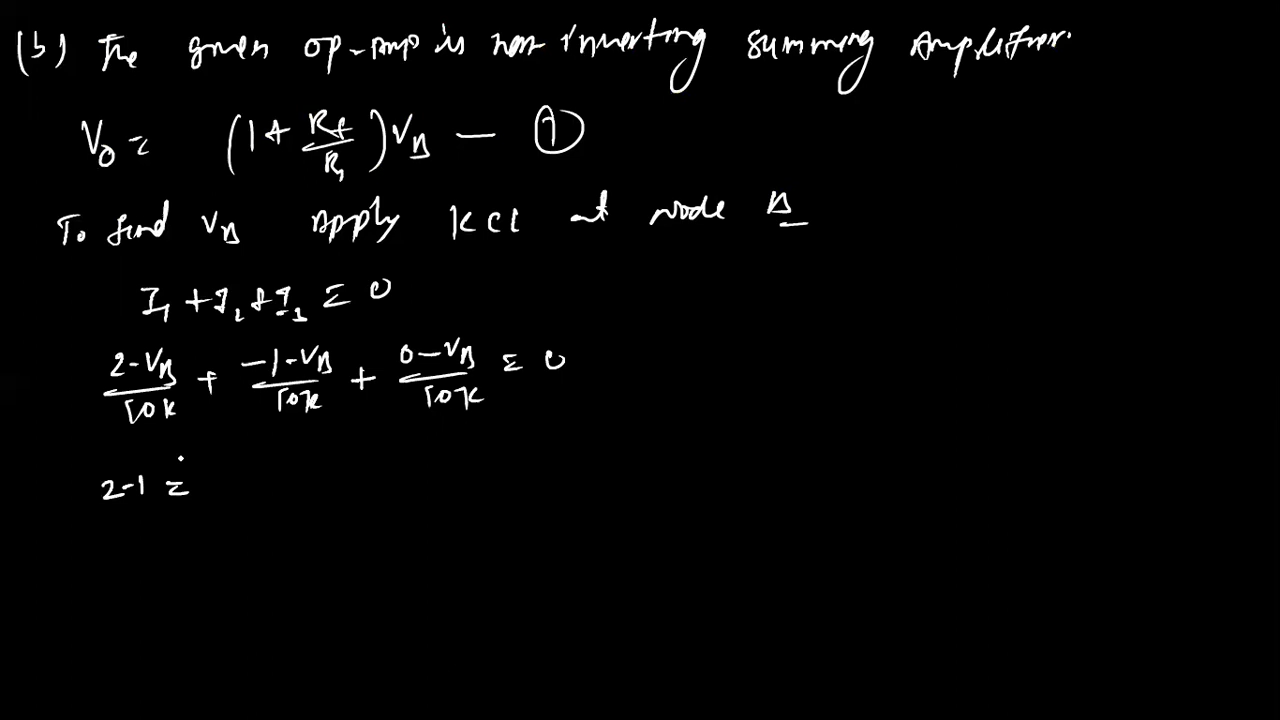 (b) The given op-Amp is non inverting summing Amplifier.
V₀ = (1 + Rf/R₁) VB — ①
To find VB Apply KCL at node B
I₁ + I₂ + I₃ = 0
(2-VB)/10k + (-1-VB)/10k + (0-VB)/10k = 0
2-1 =